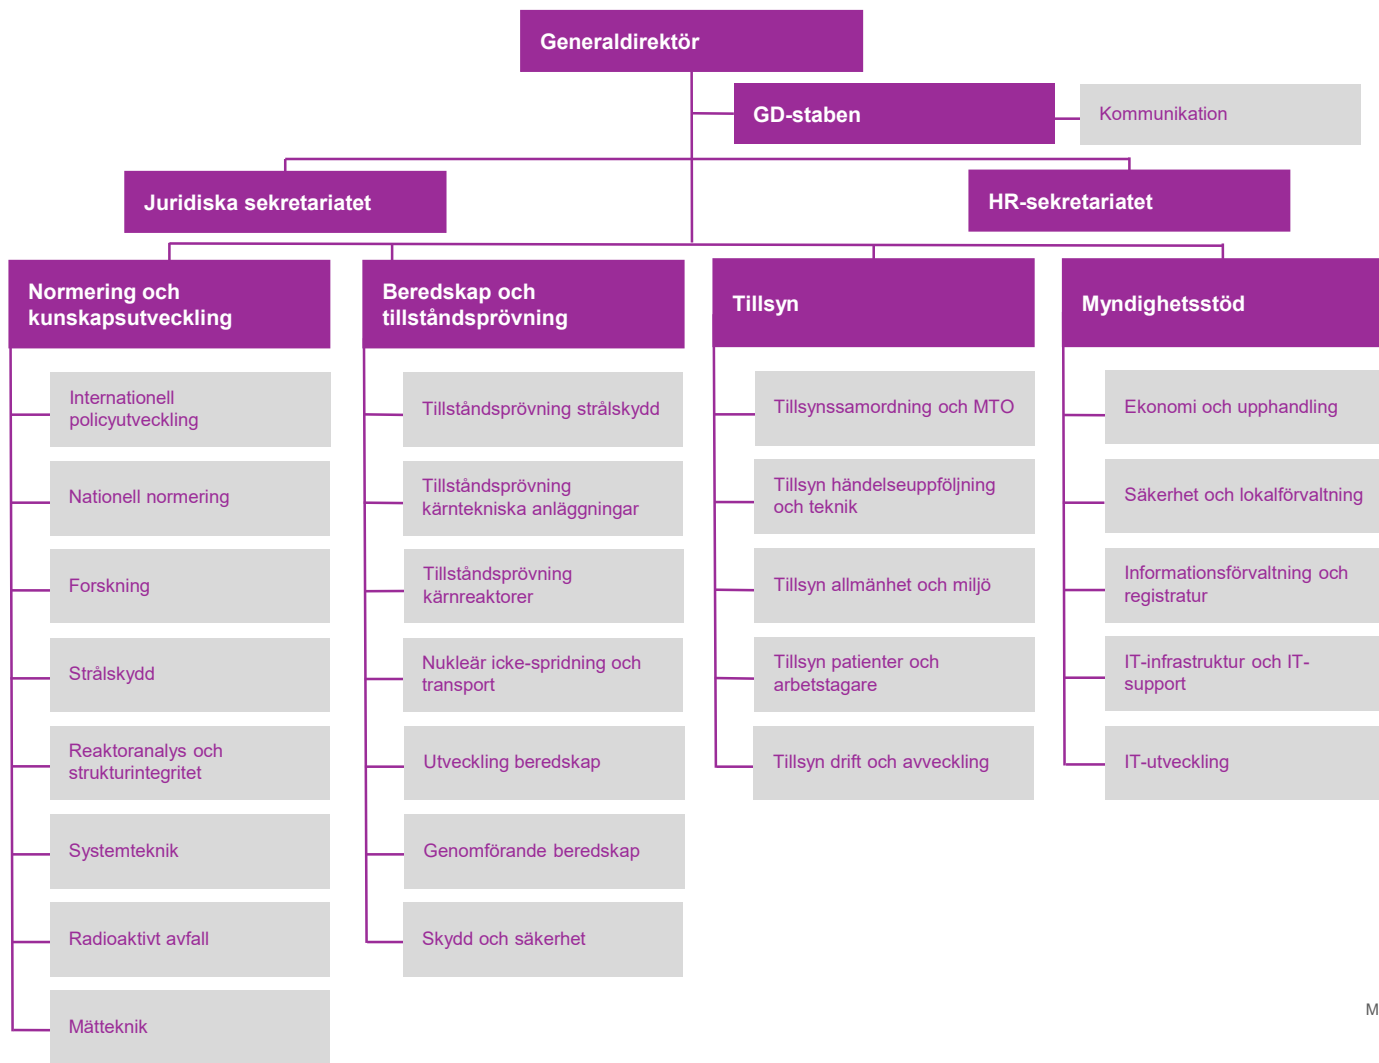 Generaldirektör
GD-staben
Kommunikation
Juridiska sekretariatet
HR-sekretariatet
Normering och
kunskapsutveckling
Internationell
policyutveckling
Nationell normering
Forskning
Strålskydd
Reaktoranalys och
strukturintegritet
Systemteknik
Radioaktivt avfall
Mätteknik
Beredskap och
tillståndsprövning
Tillståndsprövning strålskydd
Tillståndsprövning
kärntekniska anläggningar
Tillståndsprövning
kärnreaktorer
Nukleär icke-spridning och
transport
Utveckling beredskap
Genomförande beredskap
Skydd och säkerhet
Tillsyn
Tillsynssamordning och MTO
Tillsyn händelseuppföljning
och teknik
Tillsyn allmänhet och miljö
Tillsyn patienter och
arbetstagare
Tillsyn drift och avveckling
Myndighetsstöd
Ekonomi och upphandling
Säkerhet och lokalförvaltning
Informationsförvaltning och
registratur
IT-infrastruktur och IT-
support
IT-utveckling
M